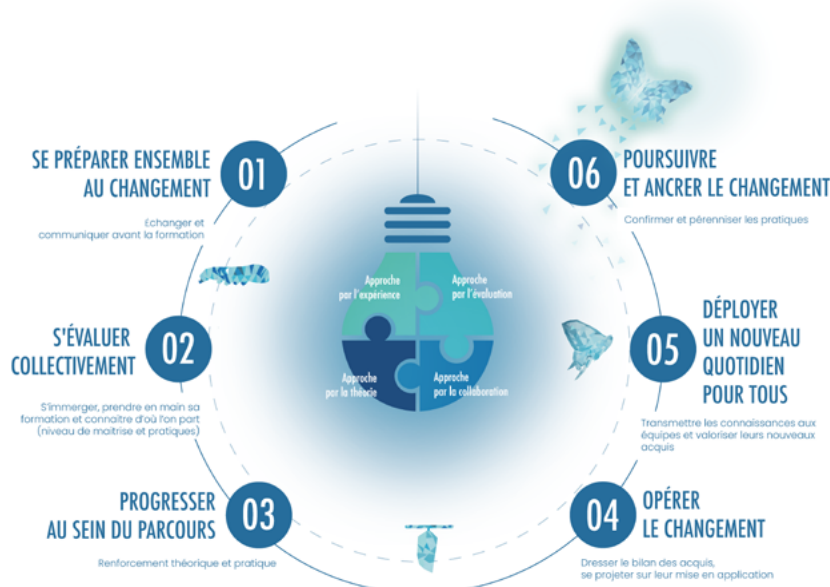 01
SE PRÉPARER ENSEMBLE
AU CHANGEMENT
Échanger et
communiquer avant la formation
02
S'ÉVALUER
COLLECTIVEMENT
S'immerger, prendre en main sa
formation et connaître d'où l'on part
(niveau de maîtrise et pratiques)
03
PROGRESSER
AU SEIN DU PARCOURS
Renforcement théorique et pratique
04
OPÉRER
LE CHANGEMENT
Dresser le bilan des acquis,
se projeter sur leur mise en application
05
DÉPLOYER
UN NOUVEAU
QUOTIDIEN
POUR TOUS
Transmettre les connaissances aux
équipes et valoriser leurs nouveaux
acquis
06
POURSUIVRE
ET ANCRER LE CHANGEMENT
Confirmer et pérenniser les pratiques
Approche
par l'expérience
Approche
par l'évaluation
Approche
par la théorie
Approche
par la collaboration